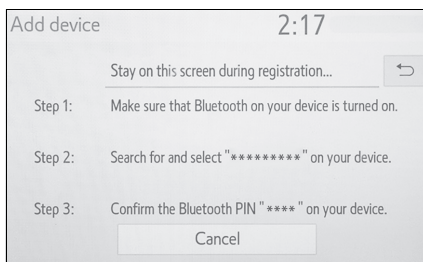 Add device 2:17
Stay on this screen during registration...
Step 1: Make sure that Bluetooth on your device is turned on.
Step 2: Search for and select "*********" on your device.
Step 3: Confirm the Bluetooth PIN "****" on your device.
Cancel